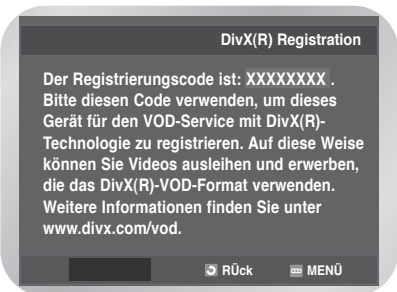 DivX(R) Registration
Der Registrierungscode ist: XXXXXXXX .
Bitte diesen Code verwenden, um dieses
Gerät für den VOD-Service mit DivX(R)-
Technologie zu registrieren. Auf diese Weise
können Sie Videos ausleihen und erwerben,
die das DivX(R)-VOD-Format verwenden.
Weitere Informationen finden Sie unter
www.divx.com/vod.
RÜck MENÜ